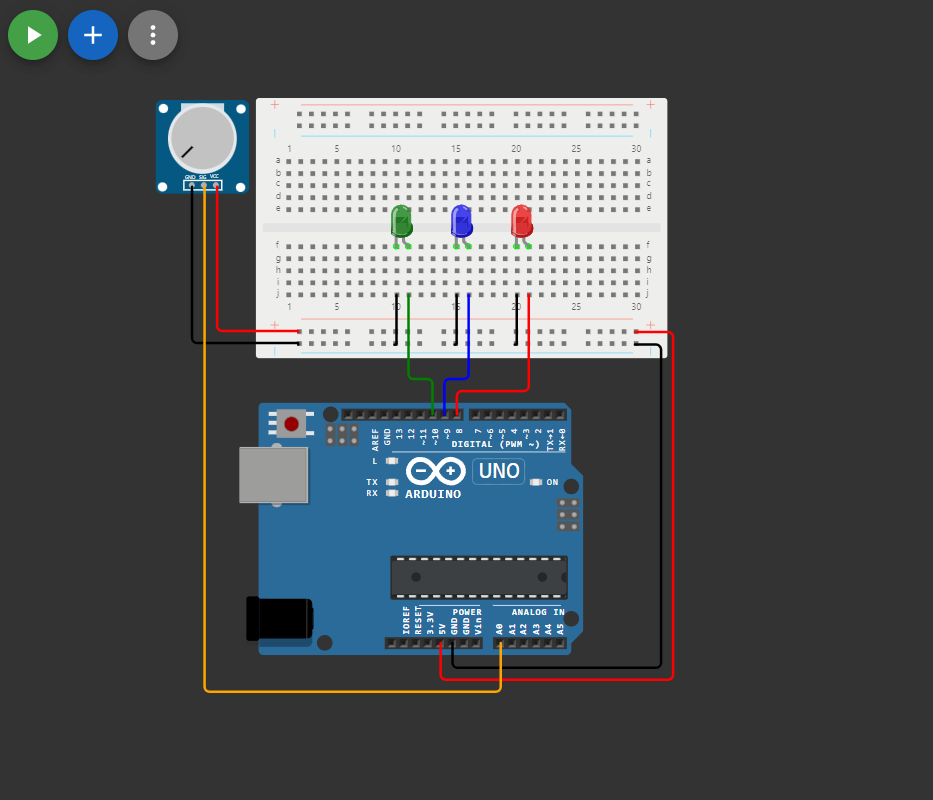 + +
1 5 10 15 20 25 30
a a
b b
c c
d d
e e
GND SIG VCC
f f
g g
h h
i i
j j
1 5 10 20 25 30
+ +
AREF GND 13 12 ~11 ~10 ~9 8 7 ~6 ~5 4 ~3 2 TX→1 RX←0
DIGITAL (PWM ~)
L
UNO
TX ON
RX ARDUINO
POWER ANALOG IN
IOREF RESET 3.3V 5V GND GND Vin A0 A1 A2 A3 A4 A5